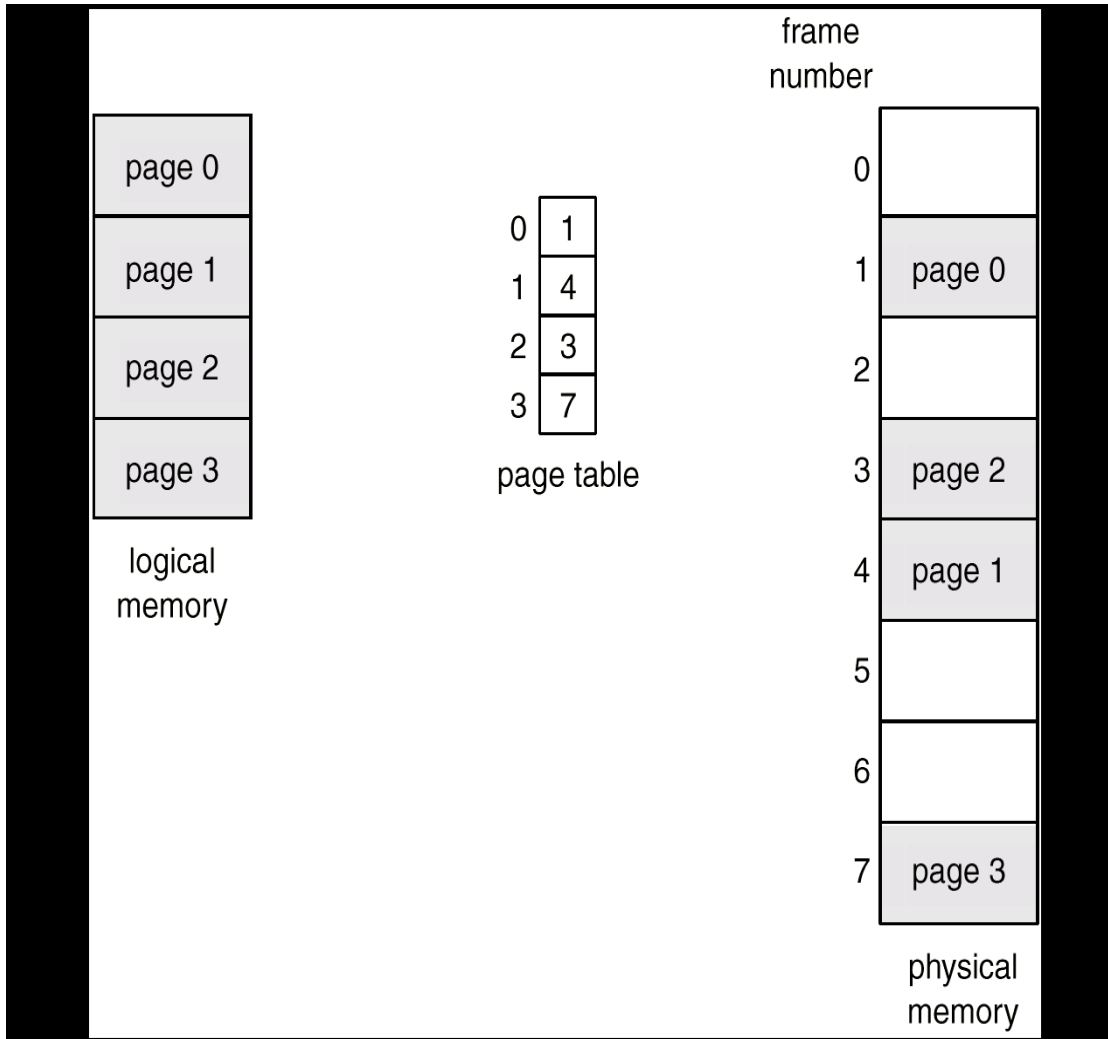 page 0
page 1
page 2
page 3
logical
memory
0 1
1 4
2 3
3 7
page table
frame
number
0
1 page 0
2
3 page 2
4 page 1
5
6
7 page 3
physical
memory